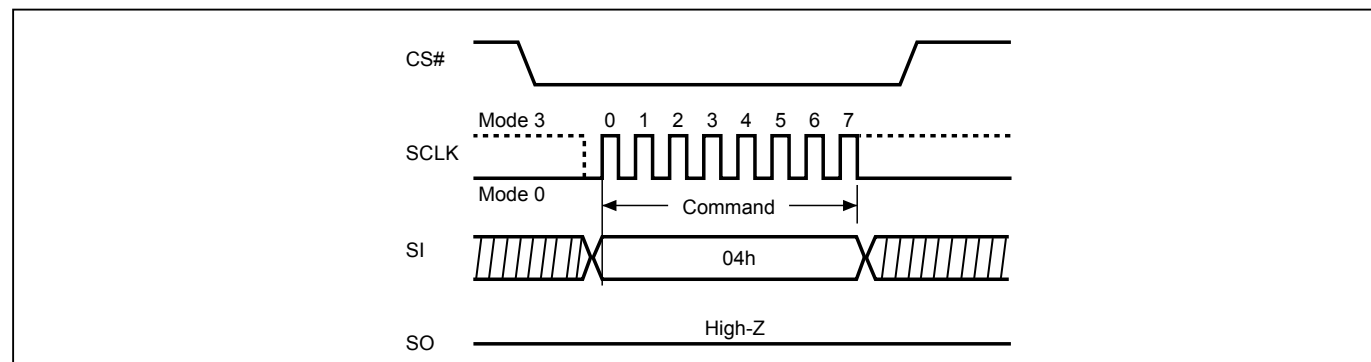 CS#
Mode 3 0 1 2 3 4 5 6 7
SCLK
Mode 0
Command
SI
04h
High-Z
SO